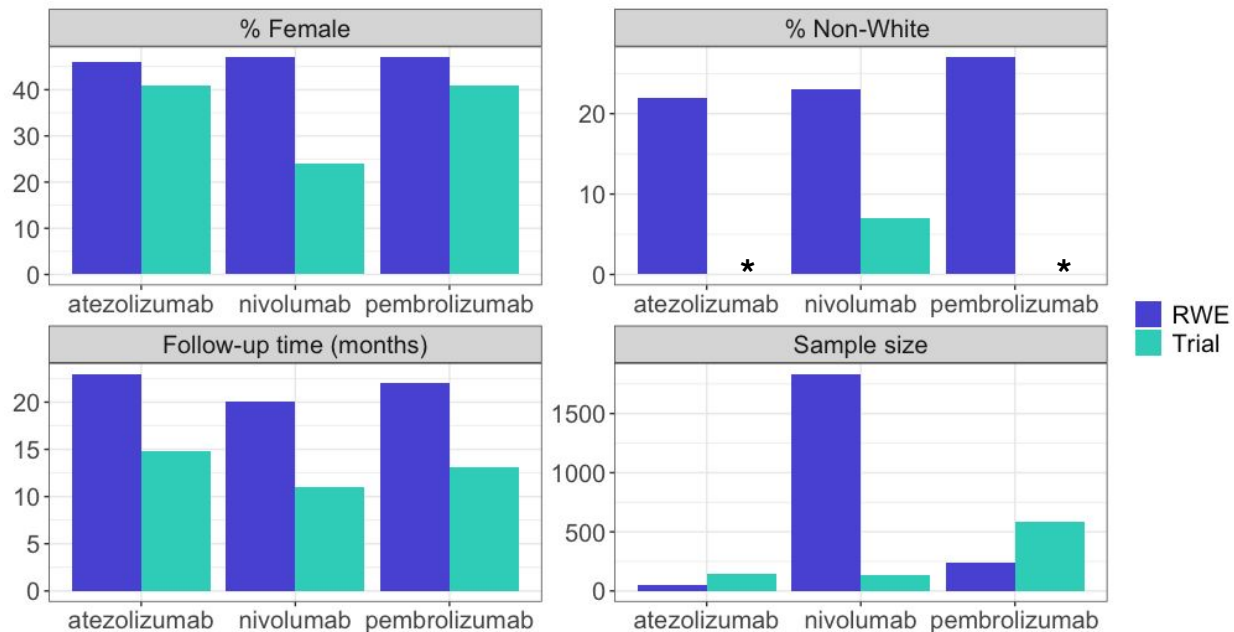 % Female
% Non-White
40
30
20
10
0
20
10
0
*
*
atezolizumab nivolumab pembrolizumab
atezolizumab nivolumab pembrolizumab
RWE
Trial
Follow-up time (months)
Sample size
20
15
10
5
0
1500
1000
500
0
atezolizumab nivolumab pembrolizumab
atezolizumab nivolumab pembrolizumab